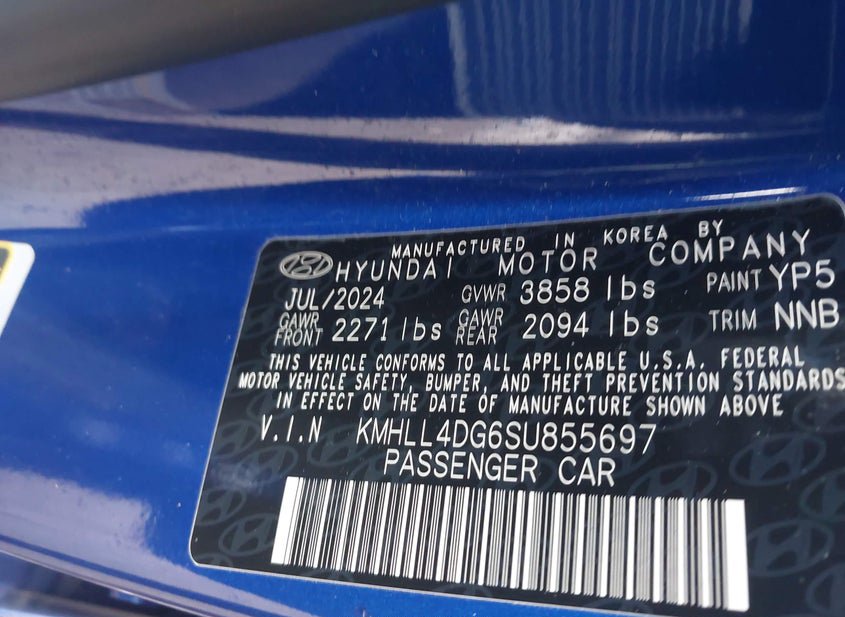 MANUFACTURED IN KOREA BY
HYUNDAI MOTOR COMPANY
JUL/2024 GVWR 3858 lbs PAINT YP5
GAWR FRONT 2271 lbs GAWR REAR 2094 lbs TRIM NNB
THIS VEHICLE CONFORMS TO ALL APPLICABLE U.S.A. FEDERAL
MOTOR VEHICLE SAFETY, BUMPER, AND THEFT PREVENTION STANDARDS
IN EFFECT ON THE DATE OF MANUFACTURE SHOWN ABOVE
V.I.N KMHLL4DG6SU855697
PASSENGER CAR